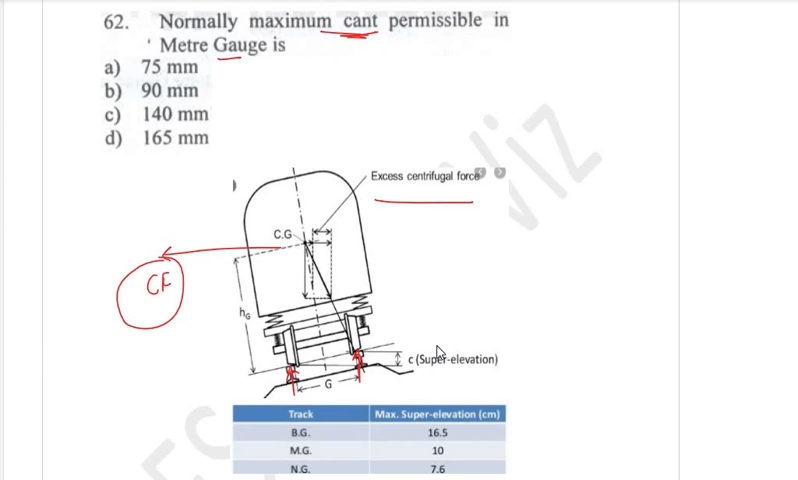 62. Normally maximum cant permissible in
Metre Gauge is
a) 75 mm
b) 90 mm
c) 140 mm
d) 165 mm
Excess centrifugal force
C.G
CF
hG
c (Super-elevation)
G
Track Max. Super-elevation (cm)
B.G. 16.5
M.G. 10
N.G. 7.6